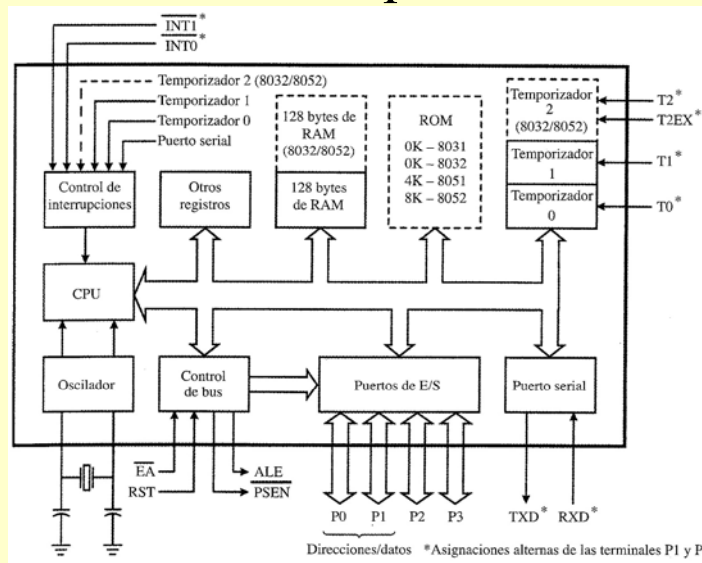 INT1*
INT0*
Temporizador 2 (8032/8052)
Temporizador 1
Temporizador 0
Puerto serial
128 bytes de
RAM
(8032/8052)
128 bytes
de RAM
ROM
0K – 8031
0K – 8032
4K – 8051
8K – 8052
Temporizador
2
(8032/8052)
Temporizador
1
Temporizador
0
T2*
T2EX*
T1*
T0*
Control de
interrupciones
Otros
registros
CPU
Oscilador
Control
de bus
Puertos de E/S
Puerto serial
EA
RST
ALE
PSEN
P0
P1
P2
P3
TXD*
RXD*
Direcciones/datos
*Asignaciones alternas de las terminales P1 y P